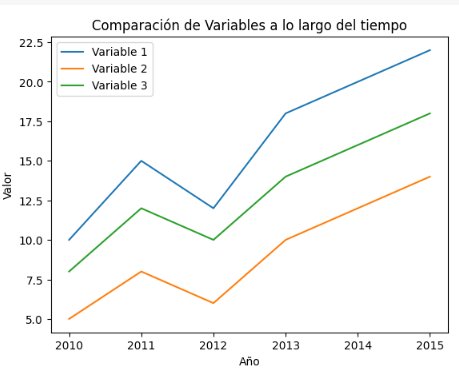 Comparación de Variables a lo largo del tiempo
Variable 1
Variable 2
Variable 3
22.5
20.0
17.5
15.0
12.5
10.0
7.5
5.0
Valor
2010 2011 2012 2013 2014 2015
Año